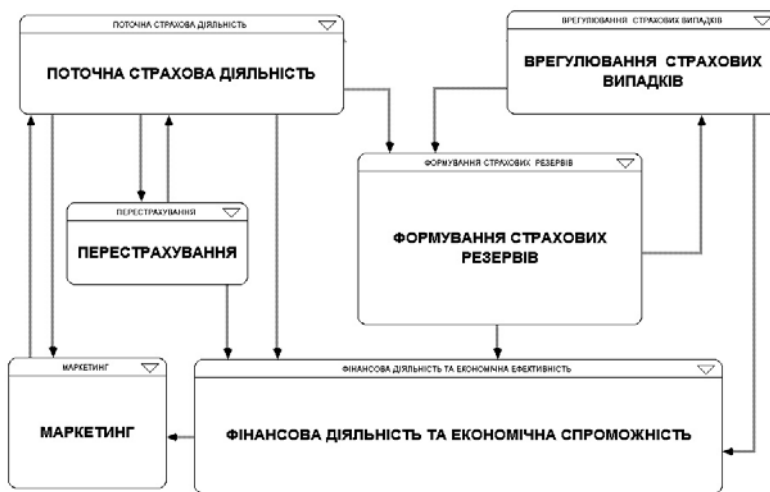 ПОТОЧНА СТРАХОВА ДІЯЛЬНІСТЬ
ПОТОЧНА СТРАХОВА ДІЯЛЬНІСТЬ
ВРЕГУЛЮВАННЯ СТРАХОВИХ ВИПАДКІВ
ВРЕГУЛЮВАННЯ СТРАХОВИХ
ВИПАДКІВ
ФОРМУВАННЯ СТРАХОВИХ РЕЗЕРВІВ
ФОРМУВАННЯ СТРАХОВИХ
РЕЗЕРВІВ
ПЕРЕСТРАХУВАННЯ
ПЕРЕСТРАХУВАННЯ
МАРКЕТИНГ
МАРКЕТИНГ
ФІНАНСОВА ДІЯЛЬНІСТЬ ТА ЕКОНОМІЧНА ЕФЕКТИВНІСТЬ
ФІНАНСОВА ДІЯЛЬНІСТЬ ТА ЕКОНОМІЧНА СПРОМОЖНІСТЬ